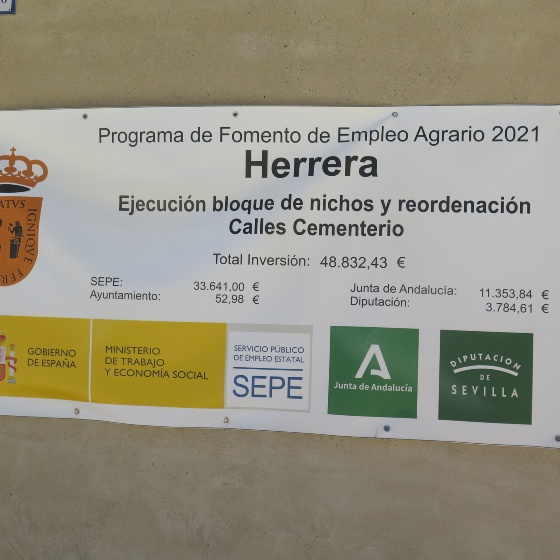 Programa de Fomento de Empleo Agrario 2021
Herrera
Ejecución bloque de nichos y reordenación
Calles Cementerio
Total Inversión: 48.832,43 €
SEPE: 33.641,00 €
Ayuntamiento: 52,98 €
Junta de Andalucía: 11.353,84 €
Diputación: 3.784,61 €
GOBIERNO
DE ESPAÑA
MINISTERIO
DE TRABAJO
Y ECONOMÍA SOCIAL
SERVICIO PÚBLICO
DE EMPLEO ESTATAL
SEPE
Junta de Andalucía
DIPUTACION
DE
SEVILLA